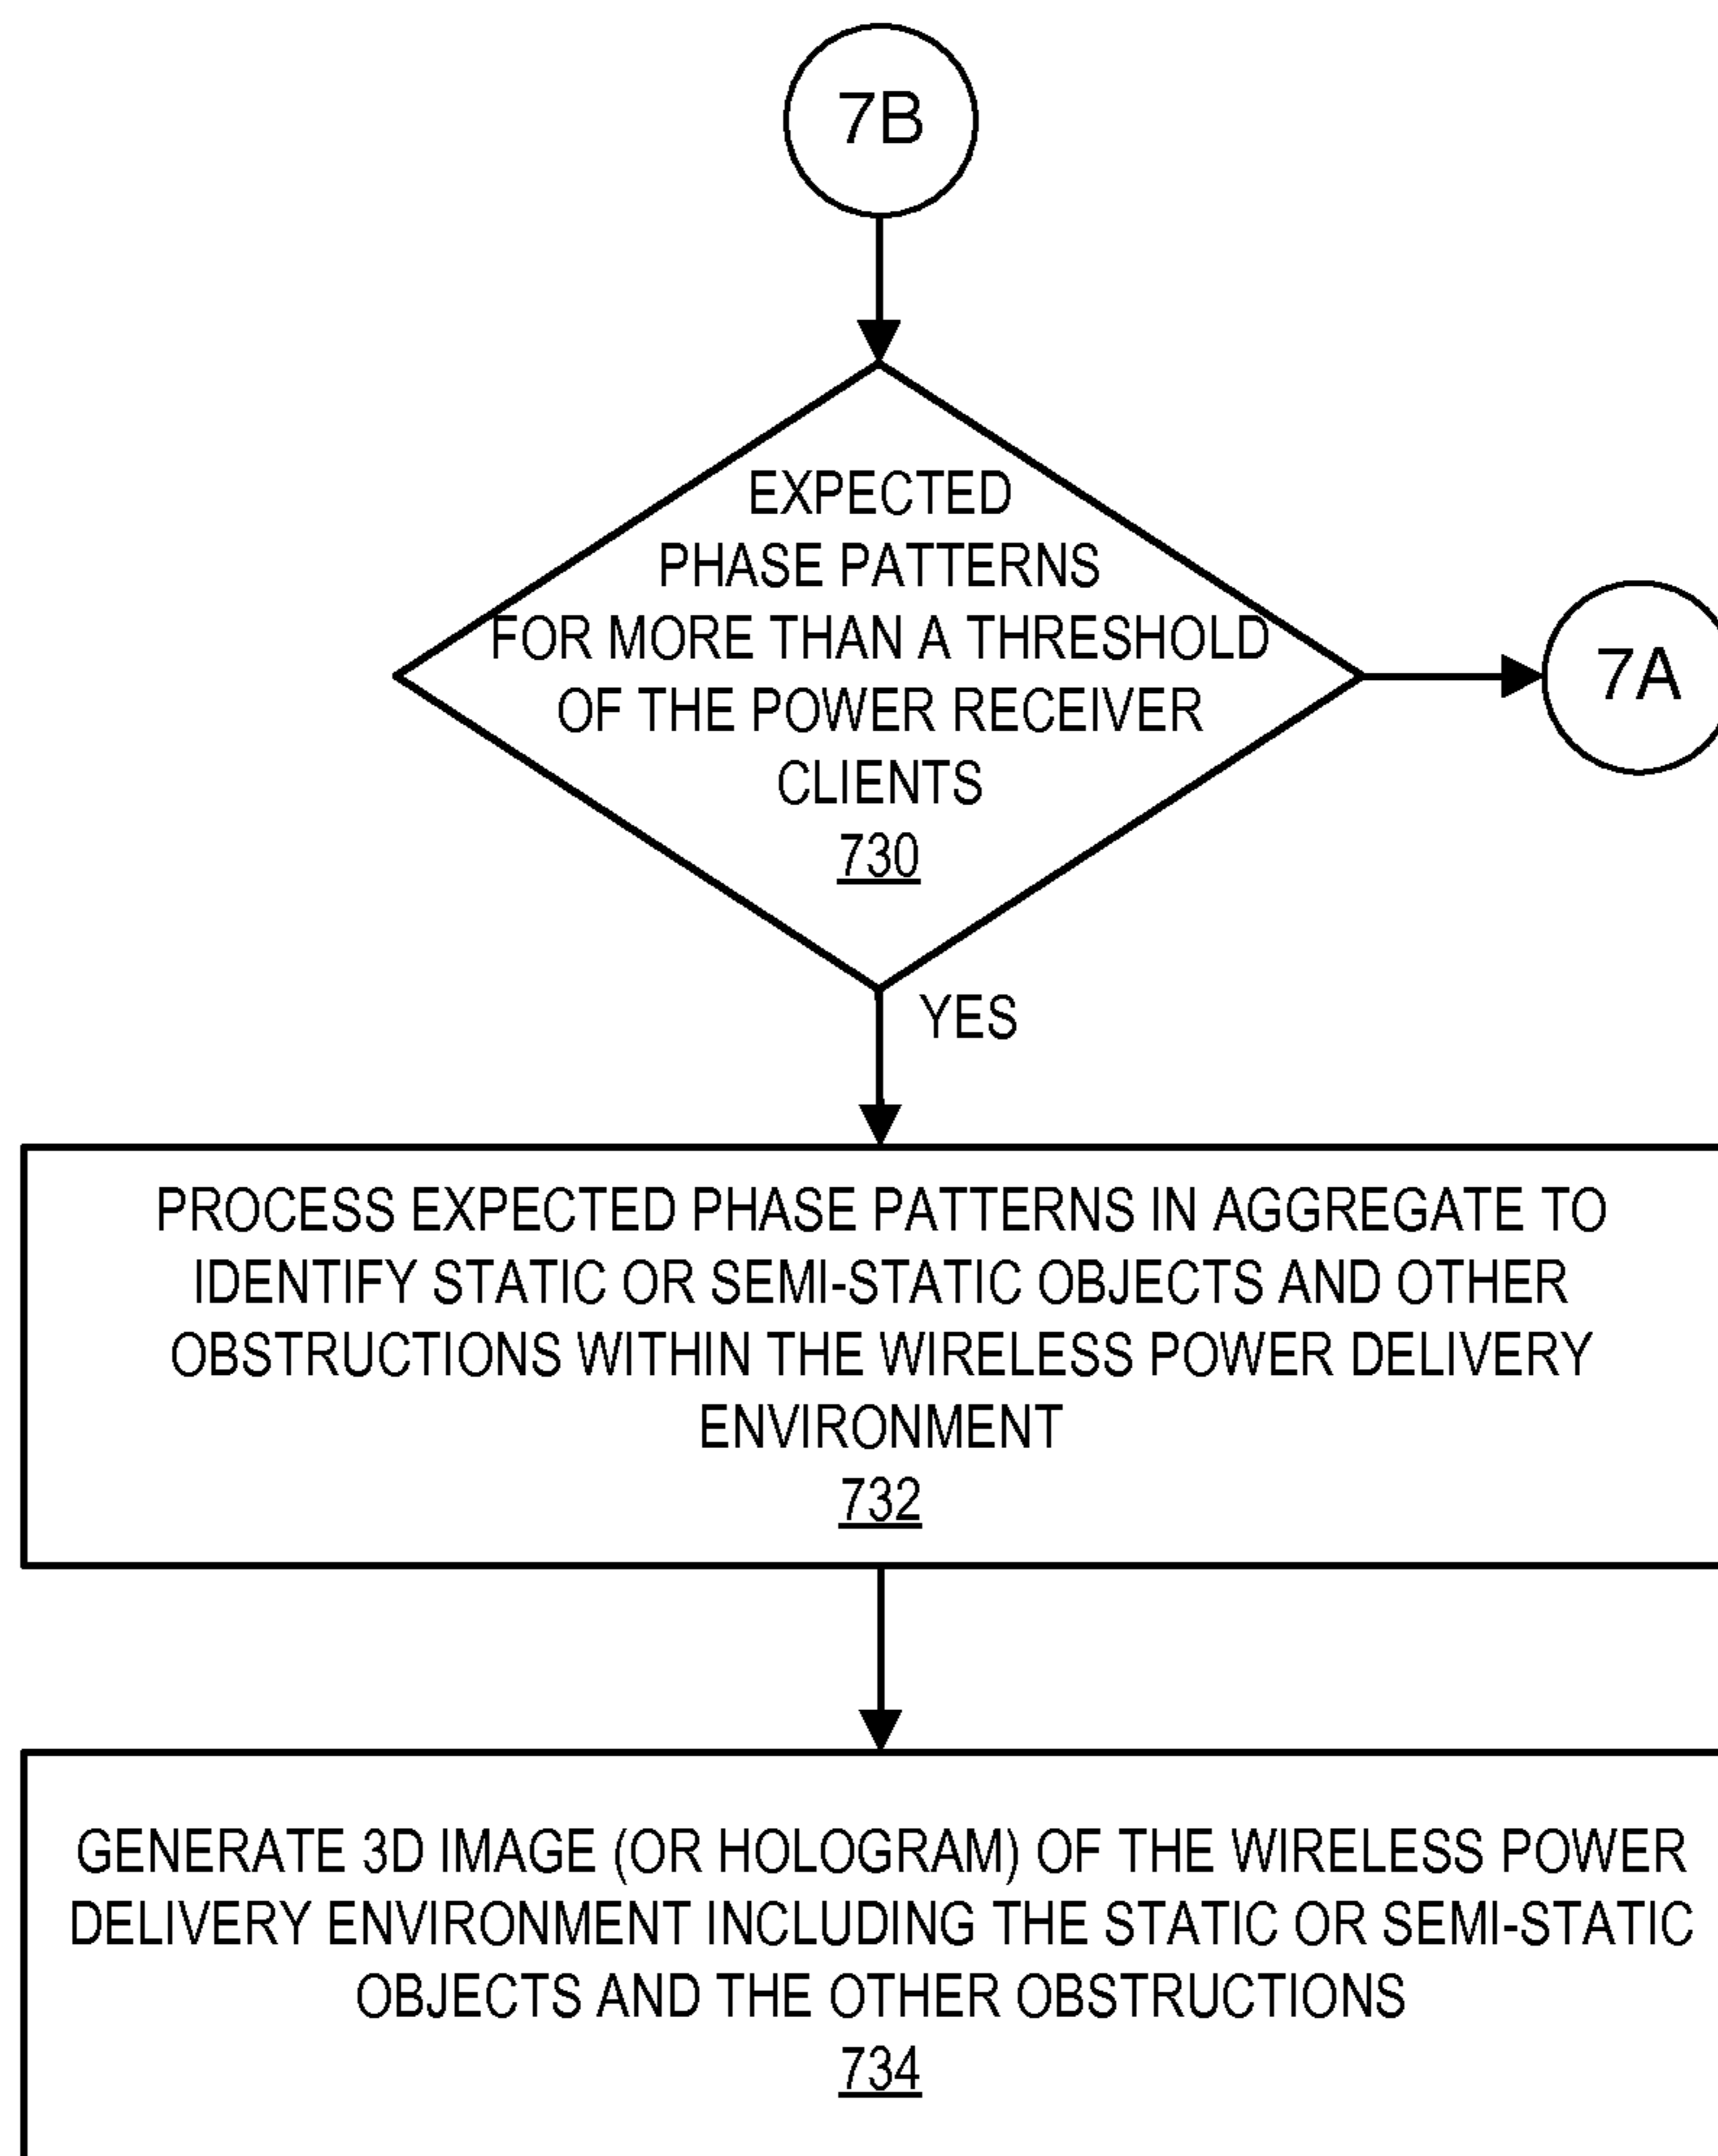 7B
EXPECTED
PHASE PATTERNS
FOR MORE THAN A THRESHOLD
OF THE POWER RECEIVER
CLIENTS
730
7A
YES
PROCESS EXPECTED PHASE PATTERNS IN AGGREGATE TO
IDENTIFY STATIC OR SEMI-STATIC OBJECTS AND OTHER
OBSTRUCTIONS WITHIN THE WIRELESS POWER DELIVERY
ENVIRONMENT
732
GENERATE 3D IMAGE (OR HOLOGRAM) OF THE WIRELESS POWER
DELIVERY ENVIRONMENT INCLUDING THE STATIC OR SEMI-STATIC
OBJECTS AND THE OTHER OBSTRUCTIONS
734